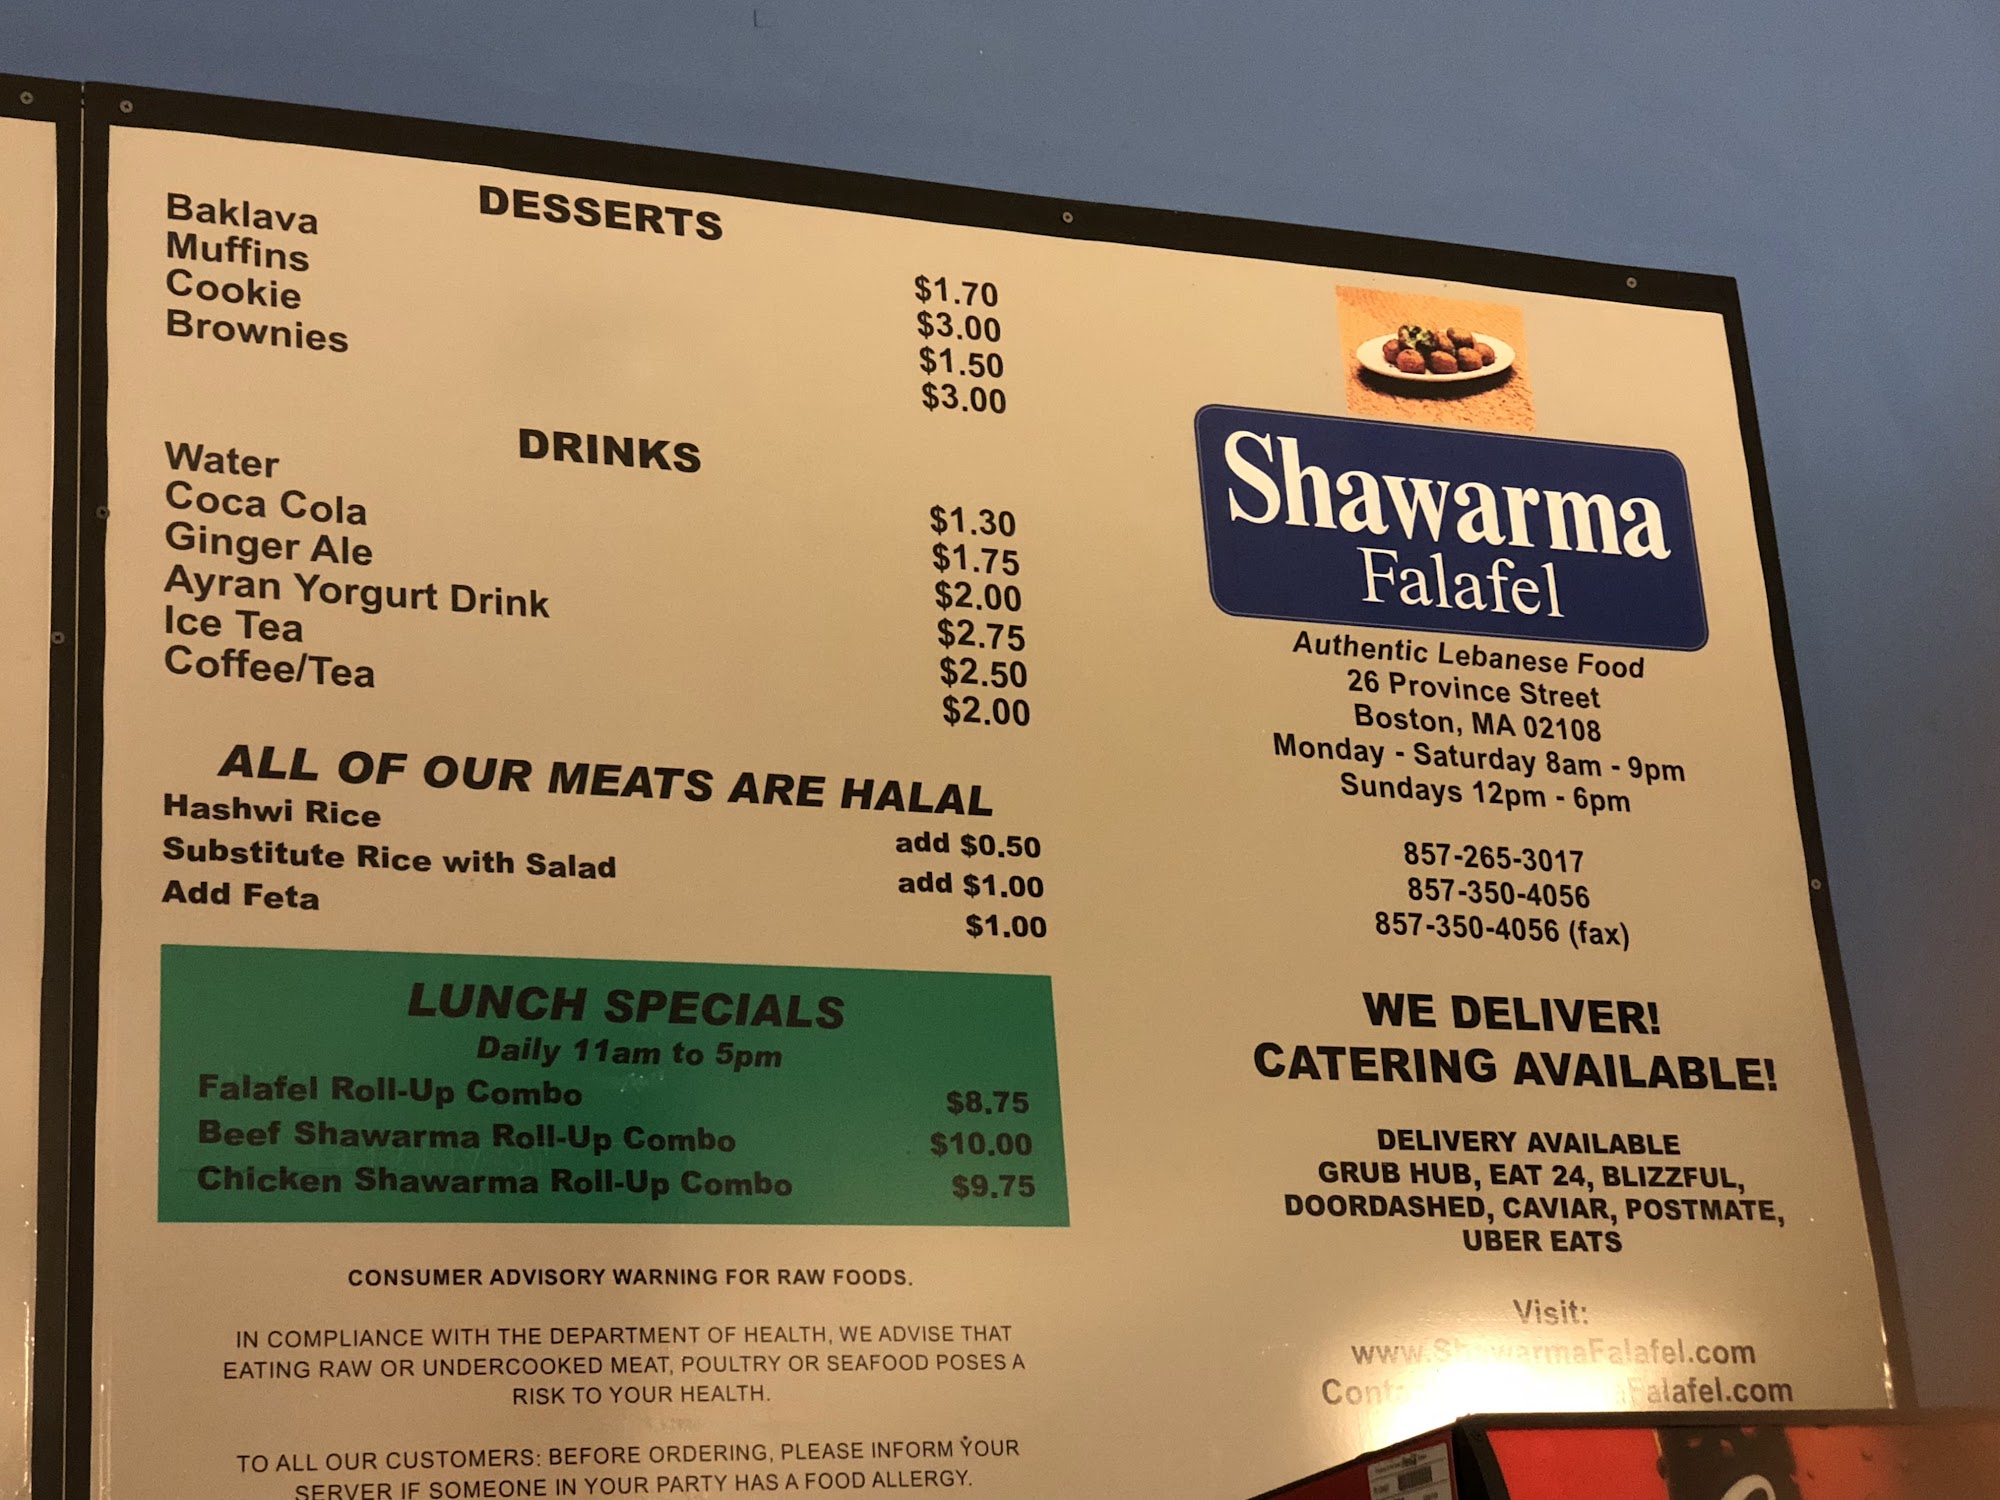 DESSERTS
Baklava $1.70
Muffins $3.00
Cookie $1.50
Brownies $3.00
DRINKS
Water $1.30
Coca Cola $1.75
Ginger Ale $2.00
Ayran Yorgurt Drink $2.75
Ice Tea $2.50
Coffee/Tea $2.00
ALL OF OUR MEATS ARE HALAL
Hashwi Rice add $0.50
Substitute Rice with Salad add $1.00
Add Feta $1.00
LUNCH SPECIALS
Daily 11am to 5pm
Falafel Roll-Up Combo $8.75
Beef Shawarma Roll-Up Combo $10.00
Chicken Shawarma Roll-Up Combo $9.75
CONSUMER ADVISORY WARNING FOR RAW FOODS.
IN COMPLIANCE WITH THE DEPARTMENT OF HEALTH, WE ADVISE THAT
EATING RAW OR UNDERCOOKED MEAT, POULTRY OR SEAFOOD POSES A
RISK TO YOUR HEALTH.
TO ALL OUR CUSTOMERS: BEFORE ORDERING, PLEASE INFORM YOUR
SERVER IF SOMEONE IN YOUR PARTY HAS A FOOD ALLERGY.
Shawarma
Falafel
Authentic Lebanese Food
26 Province Street
Boston, MA 02108
Monday - Saturday 8am - 9pm
Sundays 12pm - 6pm
857-265-3017
857-350-4056
857-350-4056 (fax)
WE DELIVER!
CATERING AVAILABLE!
DELIVERY AVAILABLE
GRUB HUB, EAT 24, BLIZZFUL,
DOORDASHED, CAVIAR, POSTMATE,
UBER EATS
Visit:
www.ShawarmaFalafel.com